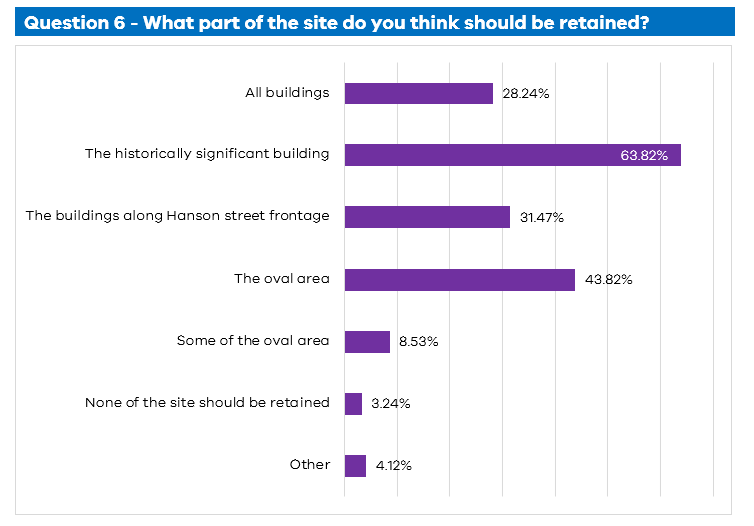 Question 6 - What part of the site do you think should be retained?
All buildings 28.24%
The historically significant building 63.82%
The buildings along Hanson street frontage 31.47%
The oval area 43.82%
Some of the oval area 8.53%
None of the site should be retained 3.24%
Other 4.12%